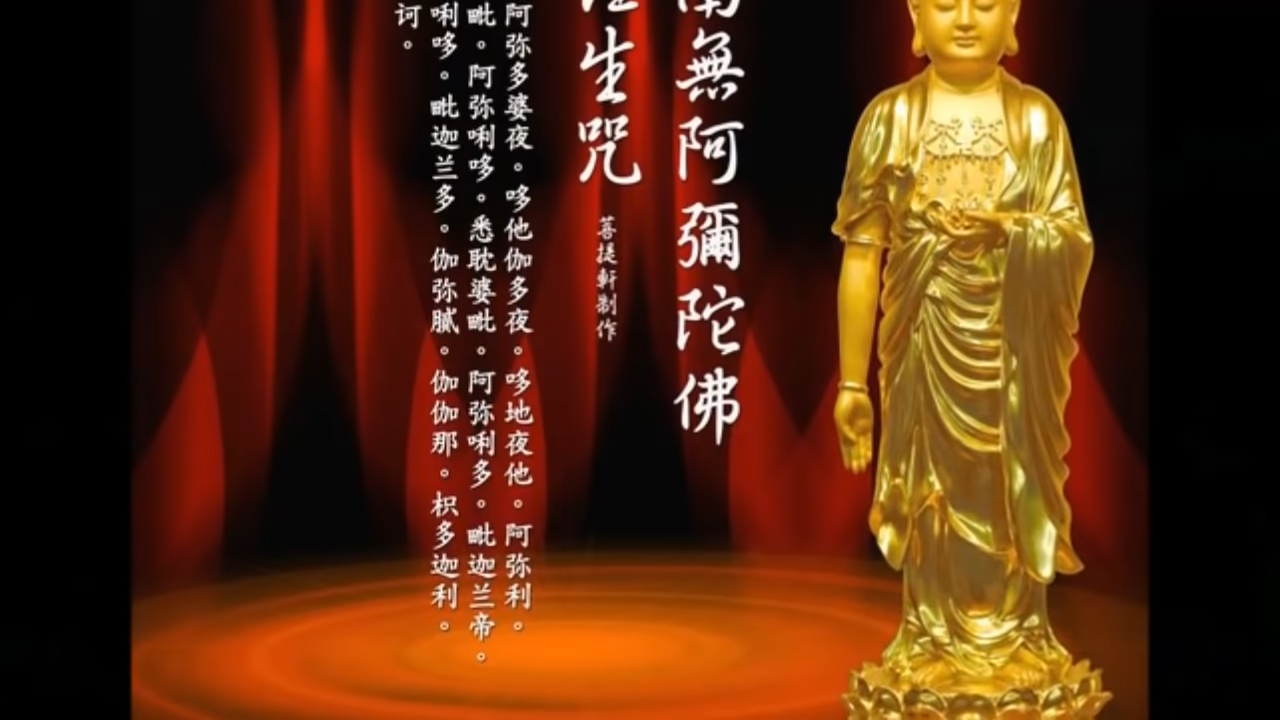 無阿彌陀佛
生咒
菩提軒制作
阿弥多婆夜。哆他伽多夜。哆地夜他。阿弥利。
毗。阿弥唎哆。悉耽婆毗。阿弥唎多。毗迦兰帝。
唎哆。毗迦兰多。伽弥腻。伽伽那。枳多迦利。
诃。